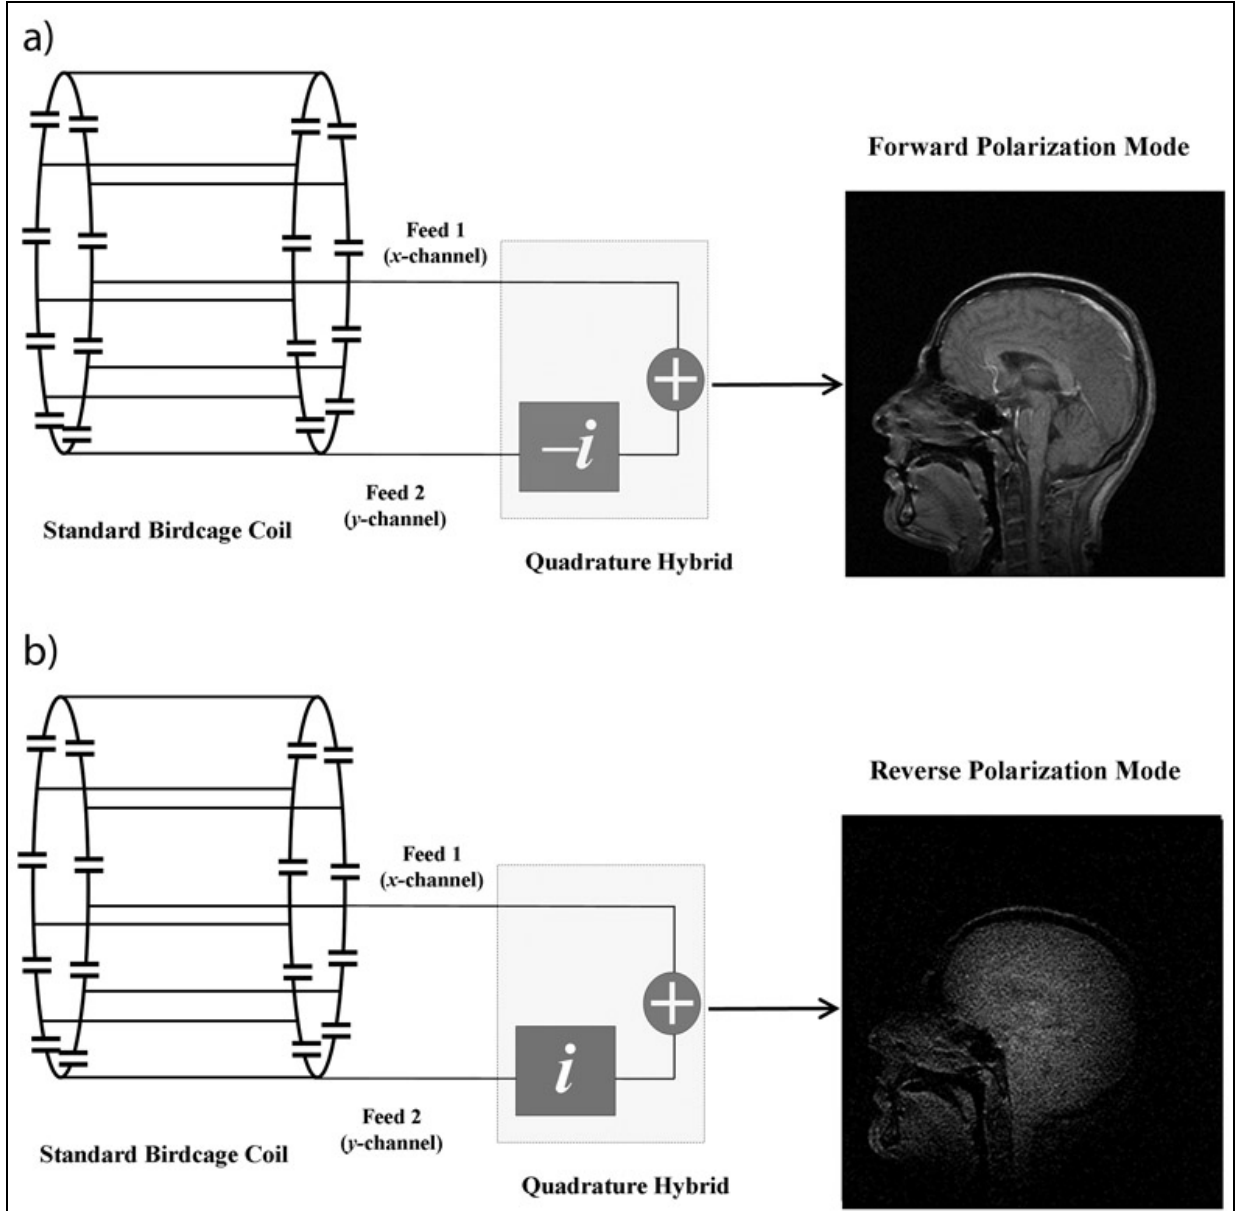 a)
Forward Polarization Mode
Feed 1
(x-channel)
–i
Feed 2
(y-channel)
Standard Birdcage Coil
Quadrature Hybrid
b)
Reverse Polarization Mode
Feed 1
(x-channel)
i
Feed 2
(y-channel)
Standard Birdcage Coil
Quadrature Hybrid